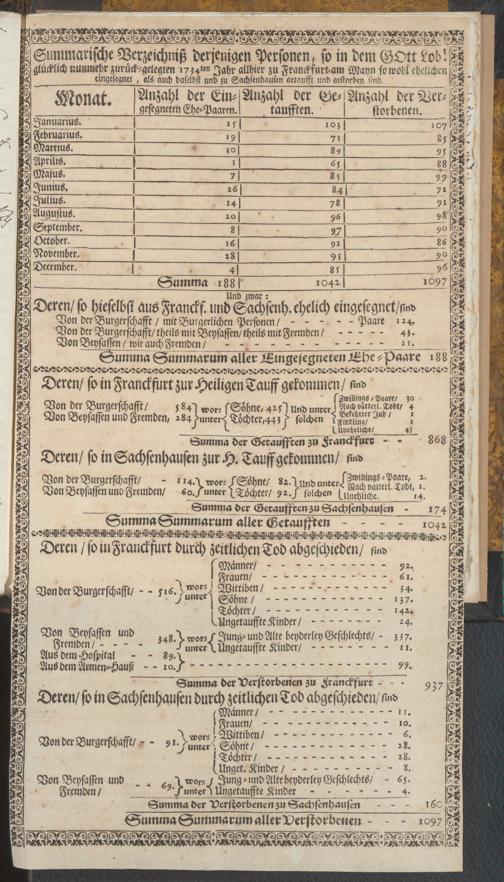 Summarische Verzeichniß derjenigen Personen, so in dem GOtt Lob!
glücklich nunmehr zurück-gelegten 1734ten Jahr allhier zu Franckfurt am Mayn so wohl ehelichen
eingesegnet, als auch daselbst und zu Sachsenhausen getaufft und gestorben sind.
Monat. Anzahl der Ein-gesegneten Ehe-Paaren. Anzahl der Ge-taufften. Anzahl der Ver-storbenen.
Januarius. 15 103 107
Februarius. 19 73 85
Martius. 30 89 95
Aprilis. 1 65 88
Majus. 7 85 99
Junius. 26 84 72
Julius. 14 78 91
Augustus. 20 96 98
September. 8 97 90
October. 16 92 86
November. 28 95 90
December. 4 85 96
Summa 188 1042 1097
Und zwar:
Deren / so hieselbst aus Franckf. und Sachsenh. ehelich eingesegnet / sind
Von der Burgerschafft / mit Burgerlichen Personen / - - - - - Paare 124.
Von der Burgerschafft / theils mit Beysassen / theils mit Fremden / - - - - 43.
Von Beysassen / wie auch Fremden / - - - - - - - - 21.
Summa Summarum aller Eingesegneten Ehe-Paare 188
Deren / so in Franckfurt zur Heiligen Tauff gekommen / sind
Von der Burgerschafft / 584
Von Beysassen und Fremden, 284
wor-unter
Söhne, 425
Töchter, 443
Und unter solchen
Zwillings-Paare, 30
Nach vätterl. Todt, 4
Bekehrter Jud / 1
Findling / 1
Uneheliche / 43
Summa der Getaufften zu Franckfurt - - 868
Deren / so in Sachsenhausen zur H. Tauff gekommen / sind
Von der Burgerschafft / - 114.
Von Beysassen und Fremden / 60.
wor-unter
Söhne / 82.
Töchter / 92.
Und unter solchen
Zwillings-Paare, 2.
Nach vätterl. Todt, 1.
Unehliche. 14.
Summa der Getaufften zu Sachsenhausen - 174
Summa Summarum aller Getaufften - - - - 1042
Deren / so in Franckfurt durch zeitlichen Tod abgeschieden / sind
Von der Burgerschafft / - - 516.
wor-unter
Männer / - - - - - 92.
Frauen / - - - - - 61.
Wittiben / - - - - - 34.
Söhne / - - - - - 137.
Töchter / - - - - - 142.
Ungetauffte Kinder / - - - - 24.
Von Beysassen und Fremden / - - 348.
wor-unter
Jung- und Alte beyderley Geschlechts / - 337.
Ungetauffte Kinder / - - - - 11.
Aus dem Hospital - - 89.
Aus dem Armen-Hauß - - 10.
- - - - - - - - 99.
Summa der Verstorbenen zu Franckfurt - - - - 937
Deren / so in Sachsenhausen durch zeitlichen Tod abgeschieden / sind
Von der Burgerschafft / - - 91.
wor-unter
Männer / - - - - - 11.
Frauen / - - - - - 10.
Wittiben / - - - - - 6.
Söhne / - - - - - 28.
Töchter / - - - - - 28.
Unget. Kinder / - - - - 8.
Von Beysassen und Fremden / - - 69.
wor-unter
Jung- und Alte beyderley Geschlechts / - 65.
Ungetauffte Kinder - - - - 4.
Summa der Verstorbenen zu Sachsenhausen - - 160
Summa Summarum aller Verstorbenen - - - 1097